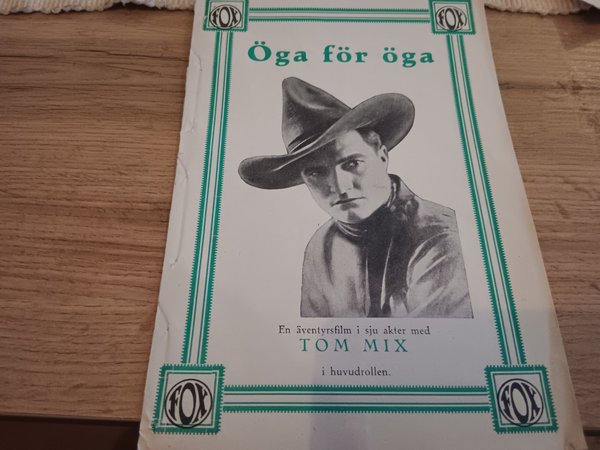 FOX FOX
Öga för öga
En äventyrsfilm i sju akter med
TOM MIX
i huvudrollen.
FOX FOX